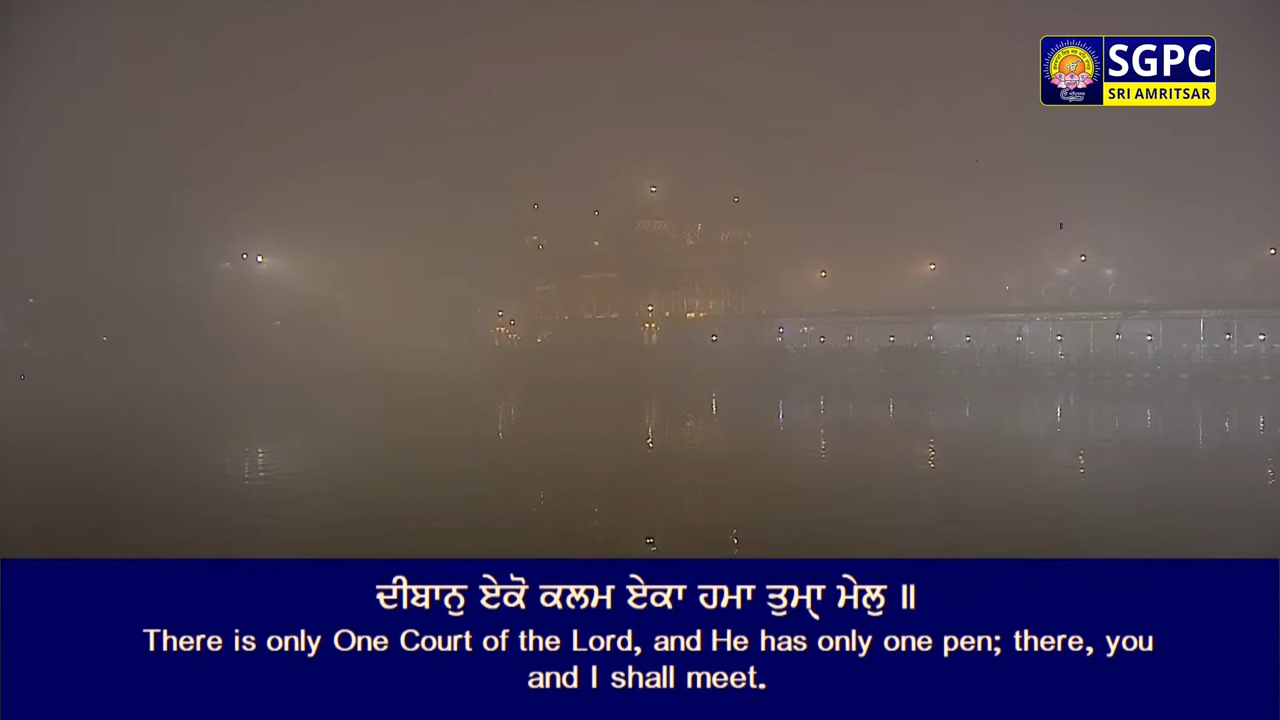 SGPC
SRI AMRITSAR
ਦੀਬਾਨੁ ਏਕੋ ਕਲਮ ਏਕਾ ਹਮਾ ਤੁਮ੍ਹਾ ਮੇਲੁ ॥
There is only One Court of the Lord, and He has only one pen; there, you
and I shall meet.